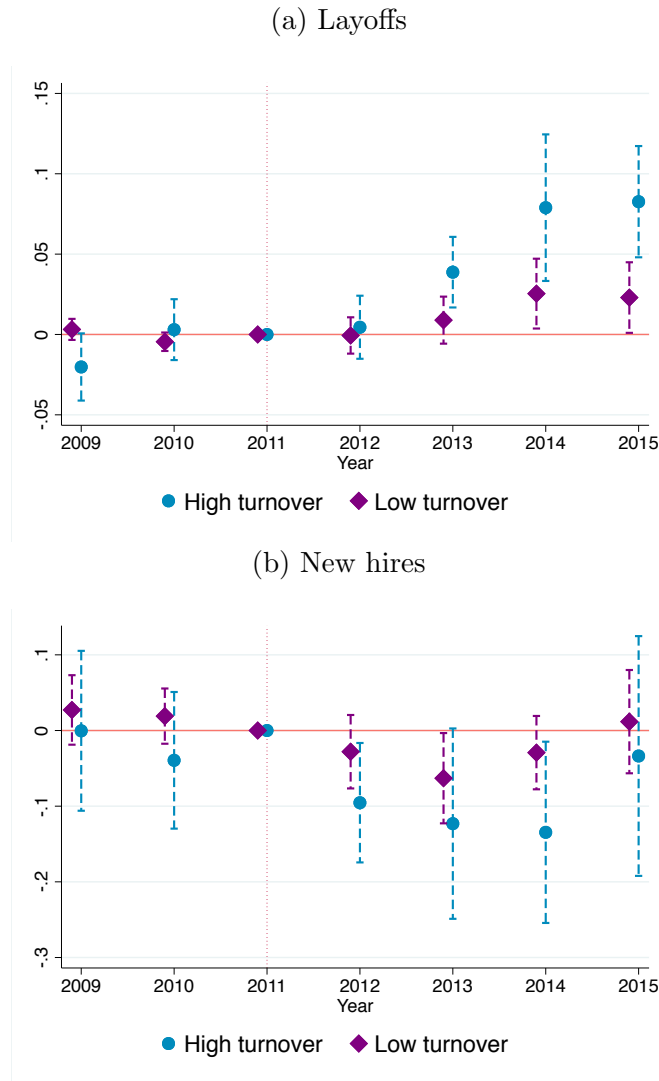 (a) Layoffs
.15
.1
.05
0
-.05
2009 2010 2011 2012 2013 2014 2015
Year
High turnover Low turnover
(b) New hires
.1
0
-.1
-.2
-.3
2009 2010 2011 2012 2013 2014 2015
Year
High turnover Low turnover